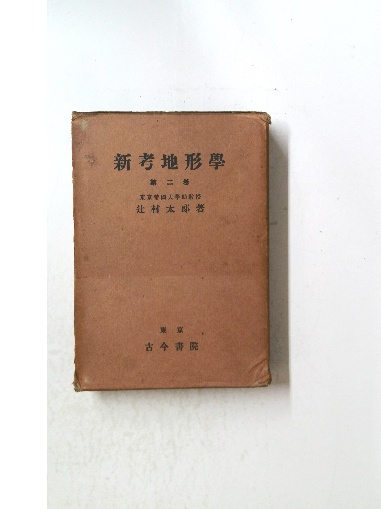 新考地形學
第二卷
東京帝國大學助教授
辻村太郎著
東京
古今書院